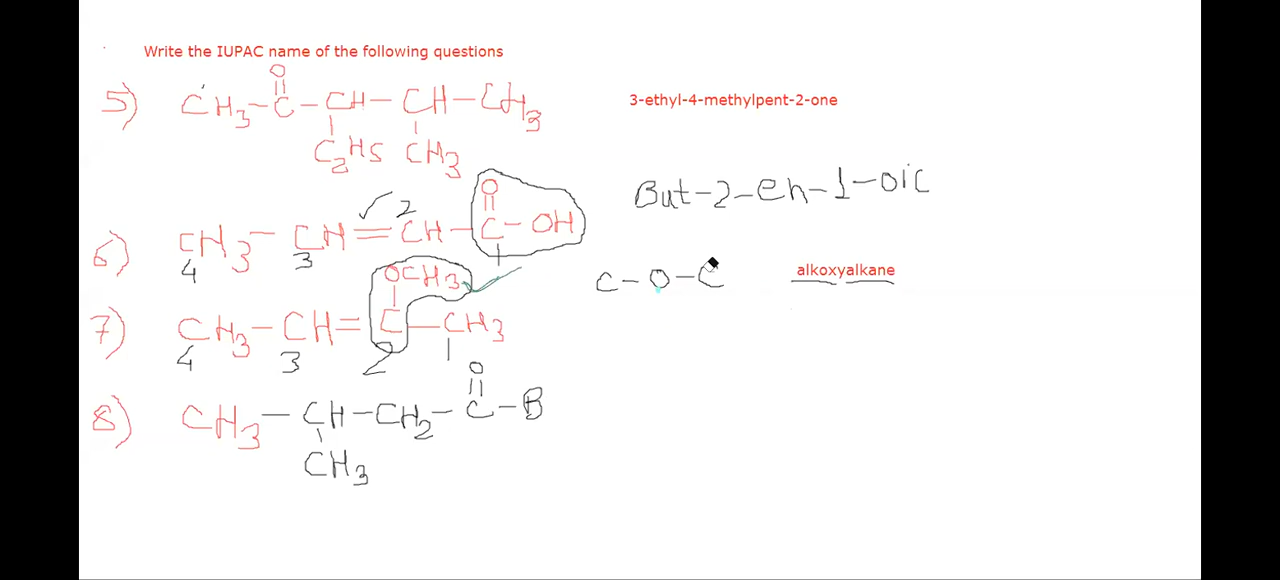 Write the IUPAC name of the following questions
O
5) CH3-C-CH-CH-CH3
C2H5 CH3
3-ethyl-4-methylpent-2-one
But-2-en-1-oic
O
2
6) CH3-CH=CH-C-OH
4 3 1
C-O-C
alkoxyalkane
OCH3
7) CH3-CH=C-CH3
4 3 2 1
O
8) CH3-CH-CH2-C-B
CH3